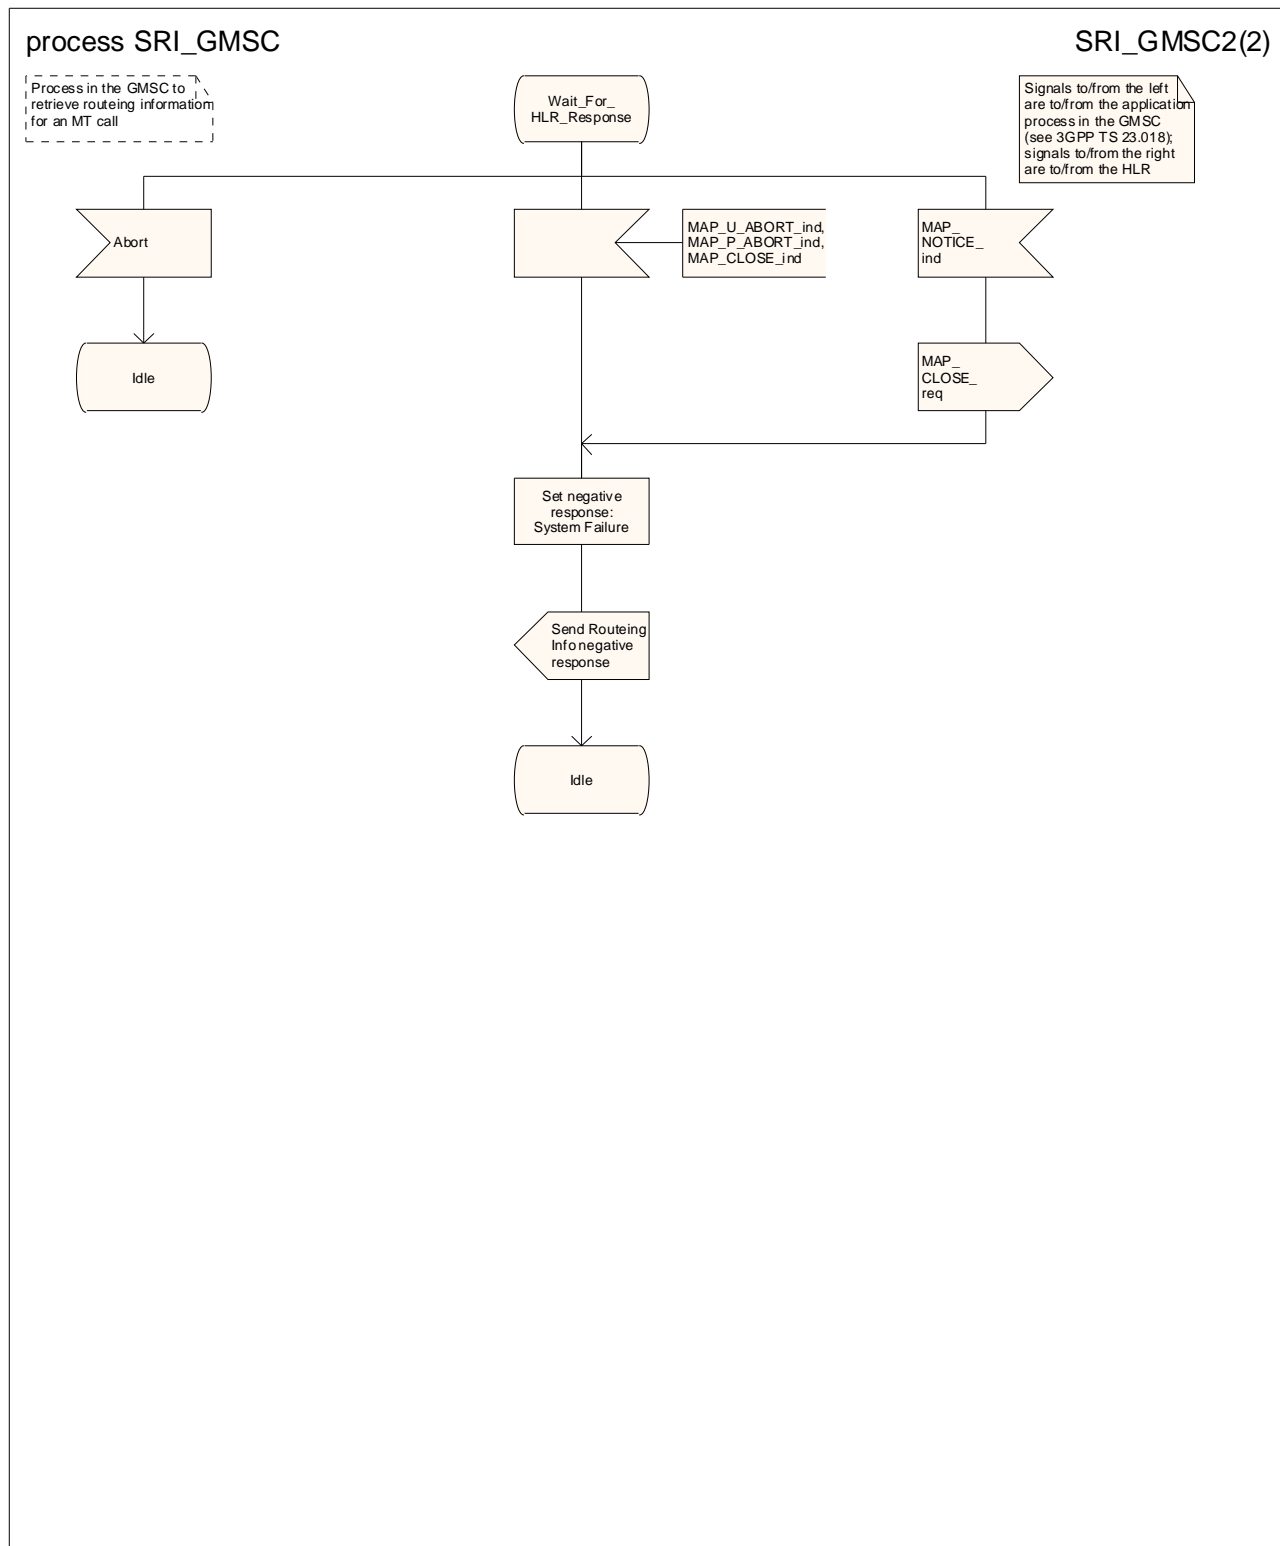 process SRI_GMSC
SRI_GMSC2(2)
Process in the GMSC to
retrieve routeing information
for an MT call
Wait_For_
HLR_Response
Signals to/from the left
are to/from the application
process in the GMSC
(see 3GPP TS 23.018);
signals to/from the right
are to/from the HLR
Abort
MAP_U_ABORT_ind,
MAP_P_ABORT_ind,
MAP_CLOSE_ind
MAP_
NOTICE_
ind
Idle
MAP_
CLOSE_
req
Set negative
response:
System Failure
Send Routeing
Info negative
response
Idle